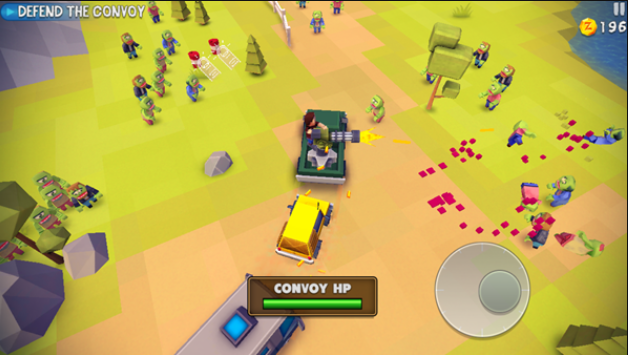 DEFEND THE CONVOY
196
CONVOY HP